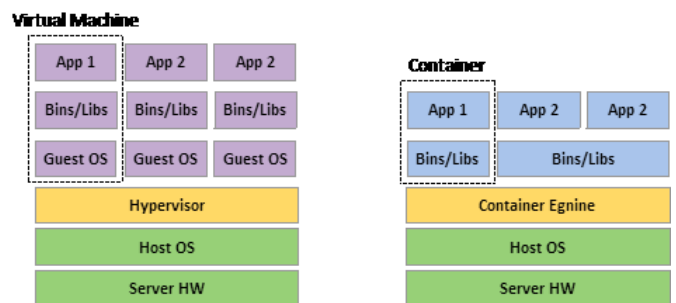 Virtual Machine
App 1 App 2 App 2
Bins/Libs Bins/Libs Bins/Libs
Guest OS Guest OS Guest OS
Hypervisor
Host OS
Server HW
Container
App 1 App 2 App 2
Bins/Libs Bins/Libs
Container Egnine
Host OS
Server HW